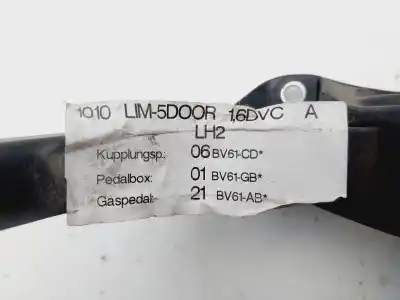 1010 LIM-5DOOR 1,6DVC A
LH2
Kupplungsp.: 06 BV61-CD*
Pedalbox: 01 BV61-GB*
Gaspedal: 21 BV61-AB*